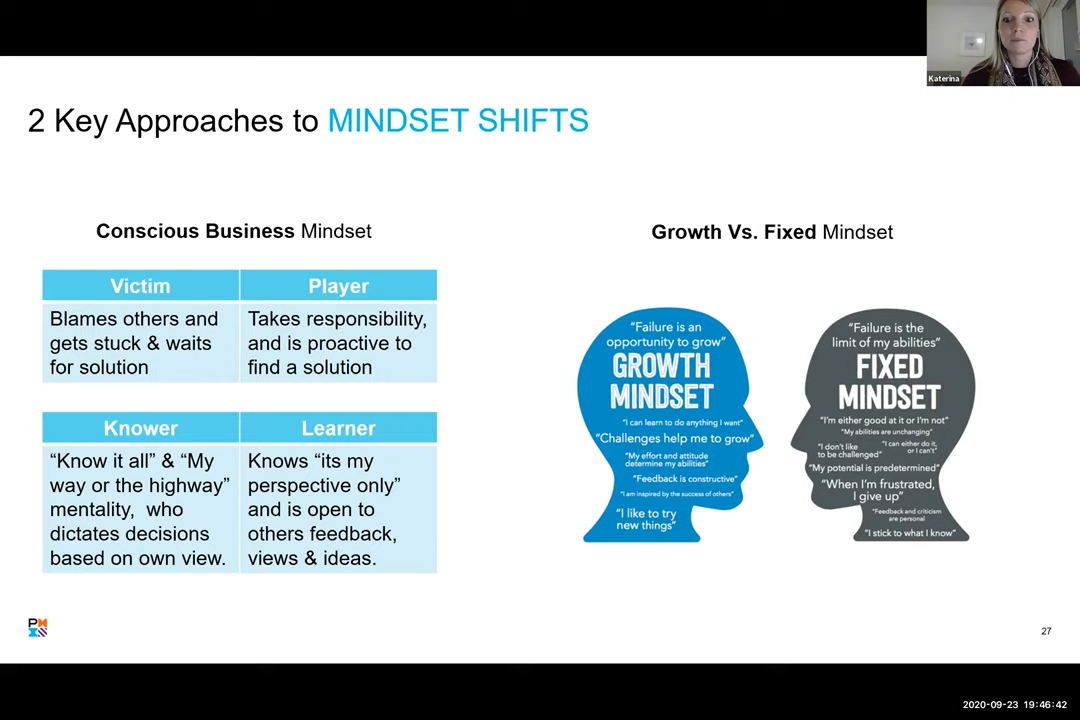 Katerina
2 Key Approaches to MINDSET SHIFTS
Conscious Business Mindset
Victim
Player
Blames others and
gets stuck & waits
for solution
Takes responsibility,
and is proactive to
find a solution
Knower
Learner
“Know it all” & “My
way or the highway”
mentality, who
dictates decisions
based on own view.
Knows “its my
perspective only”
and is open to
others feedback,
views & ideas.
Growth Vs. Fixed Mindset
“Failure is an
opportunity to grow”
GROWTH
MINDSET
“I can learn to do anything I want”
“Challenges help me to grow”
“My effort and attitude
determine my abilities”
“Feedback is constructive”
“I am inspired by the success of others”
“I like to try
new things”
“Failure is the
limit of my abilities”
FIXED
MINDSET
“I'm either good at it or I'm not”
“My abilities are unchanging”
“I don't like
to be challenged”
“I can either do it,
or I can't”
“My potential is predetermined”
“When I'm frustrated,
I give up”
“Feedback and criticism
are personal
“I stick to what I know”
27
2020-09-23 19:46:42